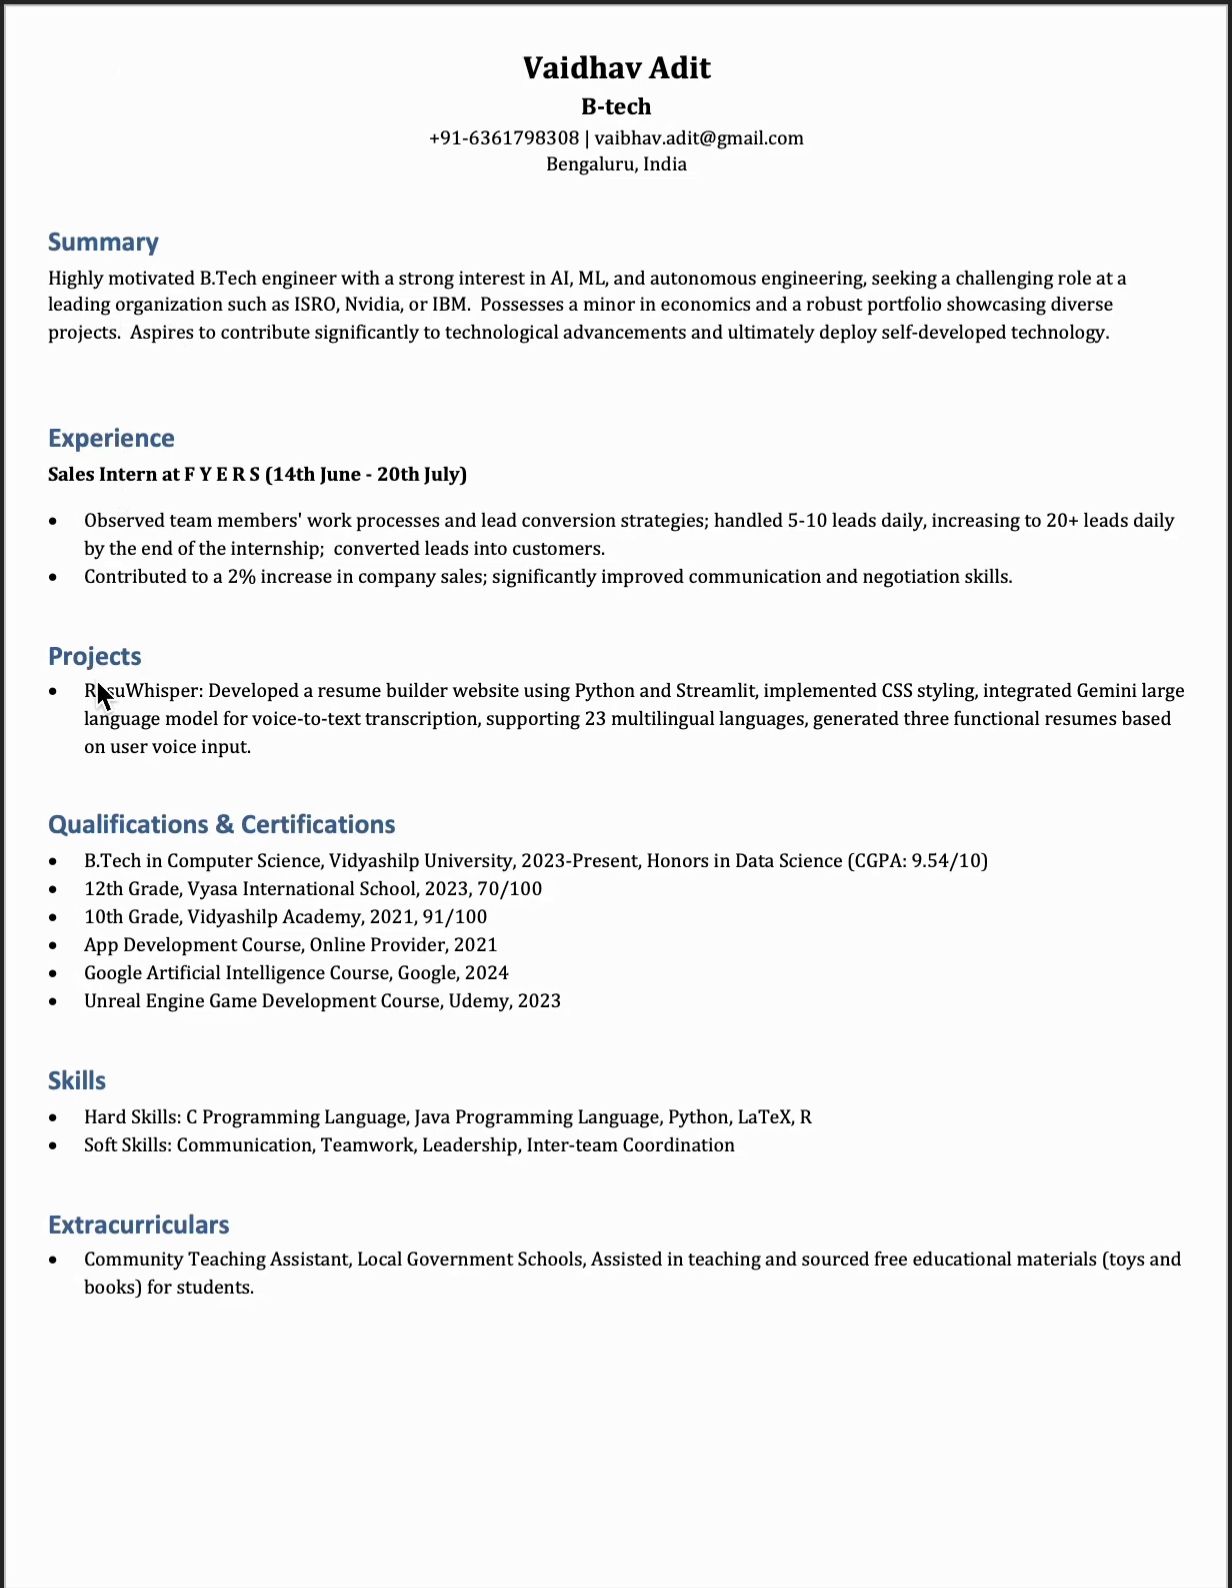 Vaidhav Adit
B-tech
+91-6361798308 | vaibhav.adit@gmail.com
Bengaluru, India
Summary
Highly motivated B.Tech engineer with a strong interest in AI, ML, and autonomous engineering, seeking a challenging role at a
leading organization such as ISRO, Nvidia, or IBM.  Possesses a minor in economics and a robust portfolio showcasing diverse
projects.  Aspires to contribute significantly to technological advancements and ultimately deploy self-developed technology.
Experience
Sales Intern at F Y E R S (14th June - 20th July)
• Observed team members' work processes and lead conversion strategies; handled 5-10 leads daily, increasing to 20+ leads daily
by the end of the internship;  converted leads into customers.
• Contributed to a 2% increase in company sales; significantly improved communication and negotiation skills.
Projects
• ResuWhisper: Developed a resume builder website using Python and Streamlit, implemented CSS styling, integrated Gemini large
language model for voice-to-text transcription, supporting 23 multilingual languages, generated three functional resumes based
on user voice input.
Qualifications & Certifications
• B.Tech in Computer Science, Vidyashilp University, 2023-Present, Honors in Data Science (CGPA: 9.54/10)
• 12th Grade, Vyasa International School, 2023, 70/100
• 10th Grade, Vidyashilp Academy, 2021, 91/100
• App Development Course, Online Provider, 2021
• Google Artificial Intelligence Course, Google, 2024
• Unreal Engine Game Development Course, Udemy, 2023
Skills
• Hard Skills: C Programming Language, Java Programming Language, Python, LaTeX, R
• Soft Skills: Communication, Teamwork, Leadership, Inter-team Coordination
Extracurriculars
• Community Teaching Assistant, Local Government Schools, Assisted in teaching and sourced free educational materials (toys and
books) for students.